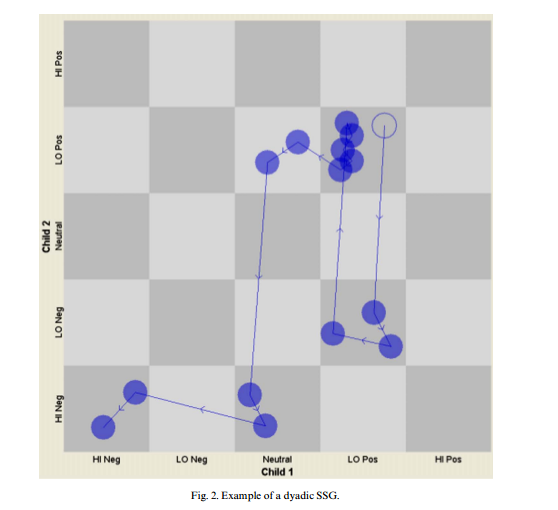 HI Pos
LO Pos
Neutral
Child 2
LO Neg
HI Neg
HI Neg LO Neg Neutral LO Pos HI Pos
Child 1
Fig. 2. Example of a dyadic SSG.